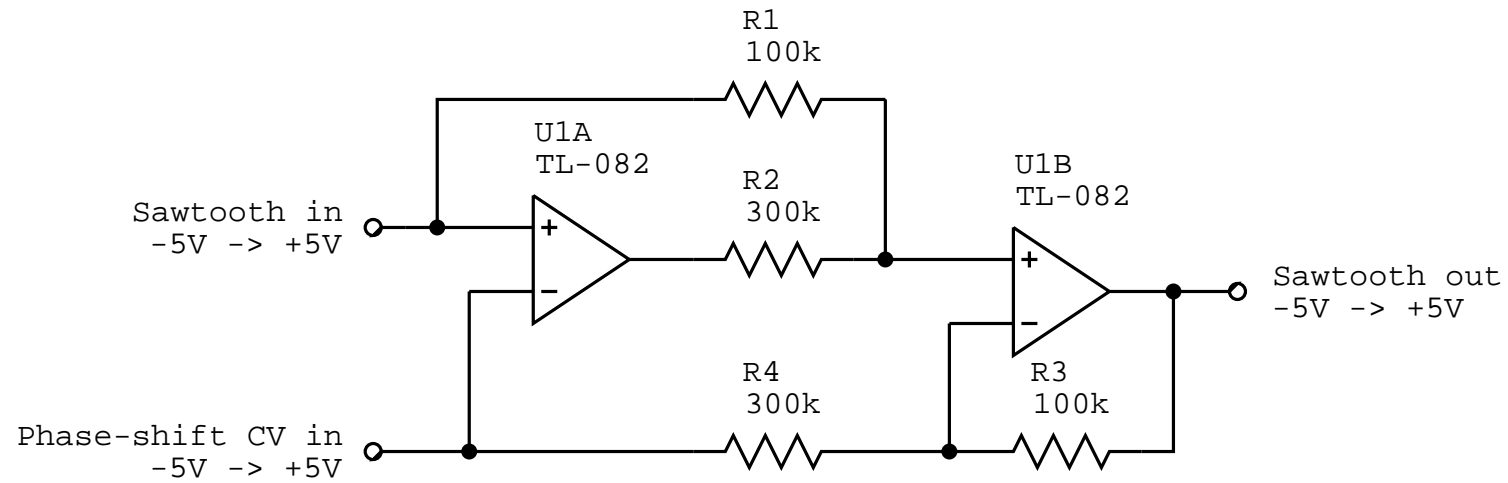 R1
100k
U1A
TL-082
R2
300k
U1B
TL-082
Sawtooth in
-5V -> +5V
+
-
+
-
Sawtooth out
-5V -> +5V
R4
300k
R3
100k
Phase-shift CV in
-5V -> +5V